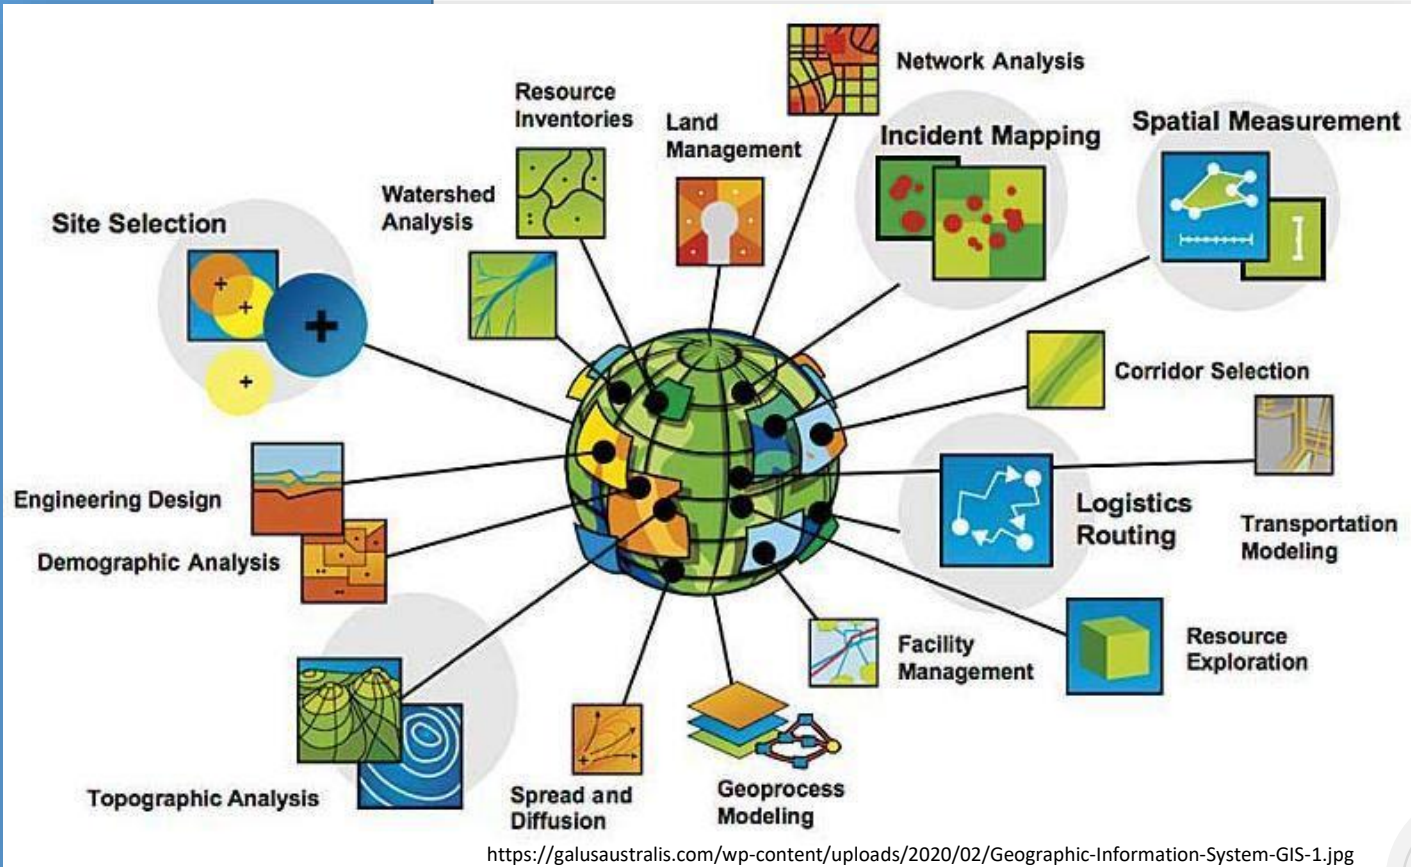 Network Analysis
Resource
Inventories
Land
Management
Incident Mapping
Spatial Measurement
Watershed
Analysis
Site Selection
Corridor Selection
Engineering Design
Logistics
Routing
Transportation
Modeling
Demographic Analysis
Facility
Management
Resource
Exploration
Topographic Analysis
Spread and
Diffusion
Geoprocess
Modeling
https://galusaustralis.com/wp-content/uploads/2020/02/Geographic-Information-System-GIS-1.jpg